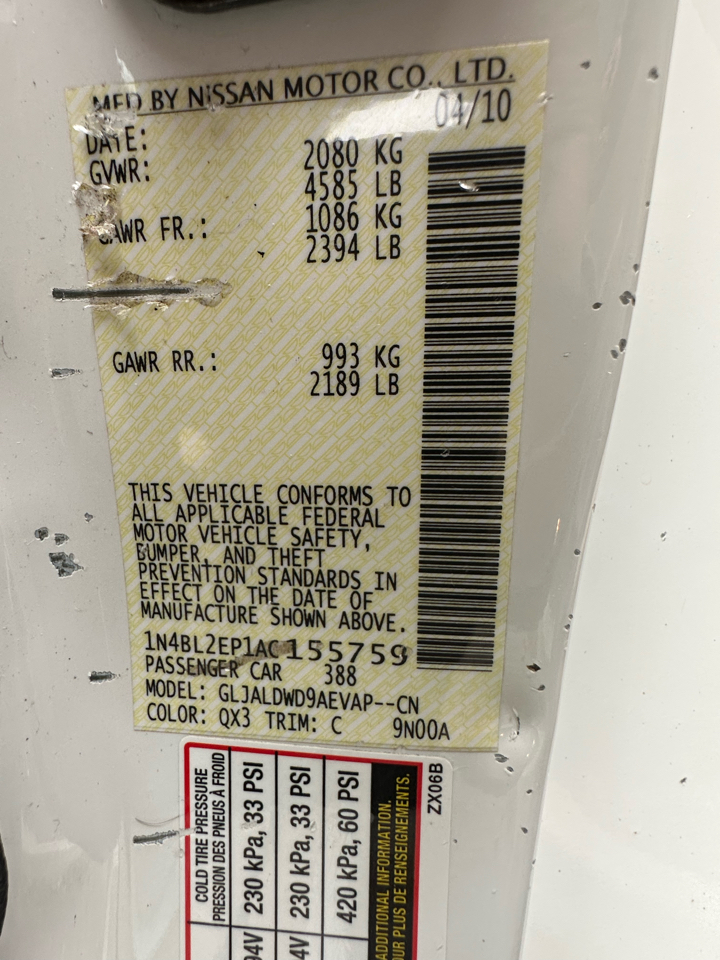 MFD BY NISSAN MOTOR CO., LTD.
DATE: 04/10
GVWR: 2080 KG
4585 LB
GAWR FR.: 1086 KG
2394 LB
GAWR RR.: 993 KG
2189 LB
THIS VEHICLE CONFORMS TO
ALL APPLICABLE FEDERAL
MOTOR VEHICLE SAFETY,
BUMPER, AND THEFT
PREVENTION STANDARDS IN
EFFECT ON THE DATE OF
MANUFACTURE SHOWN ABOVE.
1N4BL2EP1AC155759
PASSENGER CAR 388
MODEL: GLJALDWD9AEVAP--CN
COLOR: QX3 TRIM: C 9N00A
COLD TIRE PRESSURE
PRESSION DES PNEUS À FROID
94V 230 kPa, 33 PSI
4V 230 kPa, 33 PSI
420 kPa, 60 PSI
ADDITIONAL INFORMATION.
OUR PLUS DE RENSEIGNEMENTS.
ZX06B